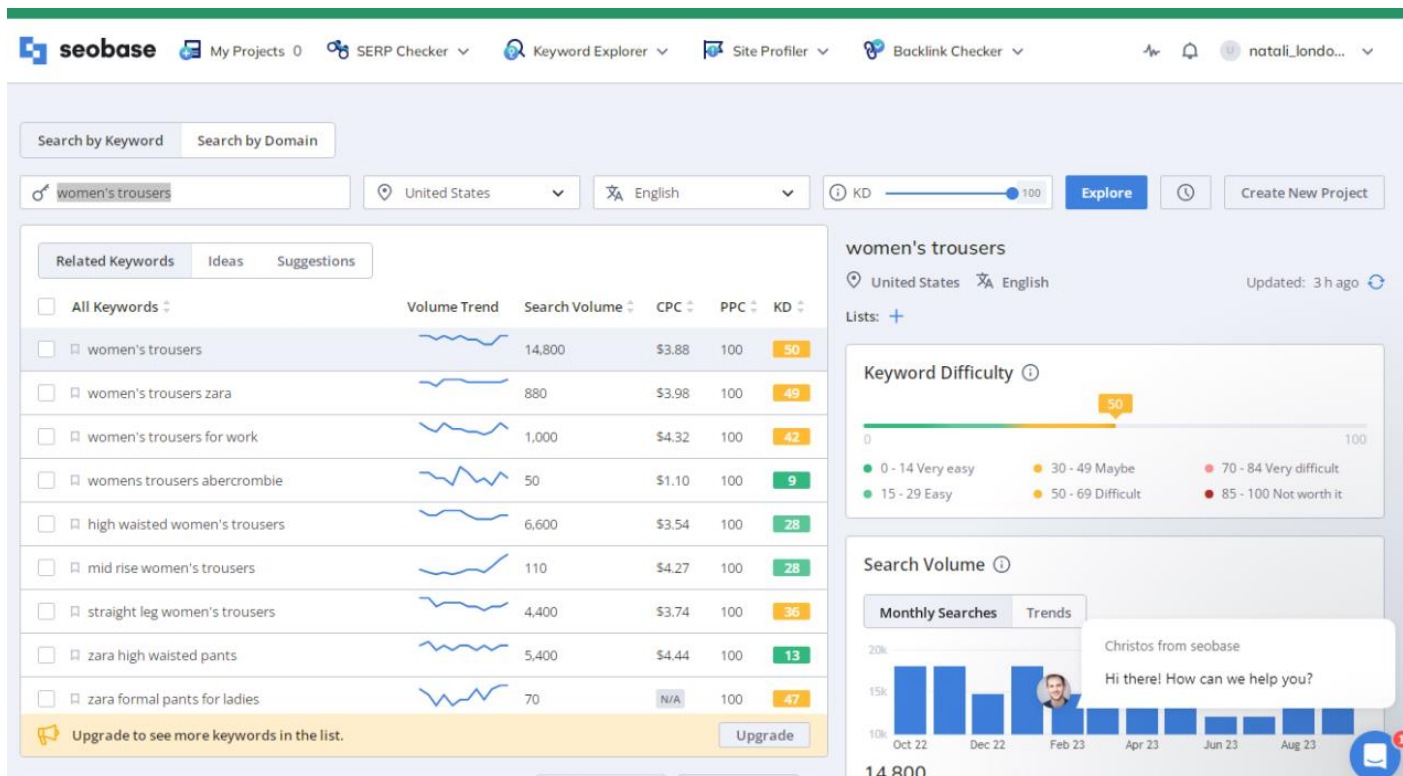 seobase My Projects 0 SERP Checker Keyword Explorer Site Profiler Backlink Checker U natali_londo...
Search by Keyword Search by Domain
women's trousers United States English KD 100 Explore Create New Project
Related Keywords Ideas Suggestions
All Keywords Volume Trend Search Volume CPC PPC KD
women's trousers 14,800 $3.88 100 50
women's trousers zara 880 $3.98 100 49
women's trousers for work 1,000 $4.32 100 42
womens trousers abercrombie 50 $1.10 100 9
high waisted women's trousers 6,600 $3.54 100 28
mid rise women's trousers 110 $4.27 100 28
straight leg women's trousers 4,400 $3.74 100 36
zara high waisted pants 5,400 $4.44 100 13
zara formal pants for ladies 70 N/A 100 47
Upgrade to see more keywords in the list. Upgrade
women's trousers
United States English Updated: 3 h ago
Lists: +
Keyword Difficulty
50
0 100
0 - 14 Very easy 30 - 49 Maybe 70 - 84 Very difficult
15 - 29 Easy 50 - 69 Difficult 85 - 100 Not worth it
Search Volume
Monthly Searches Trends
20k
15k
10k
Oct 22 Dec 22 Feb 23 Apr 23 Jun 23 Aug 23
14,800
Christos from seobase
Hi there! How can we help you?